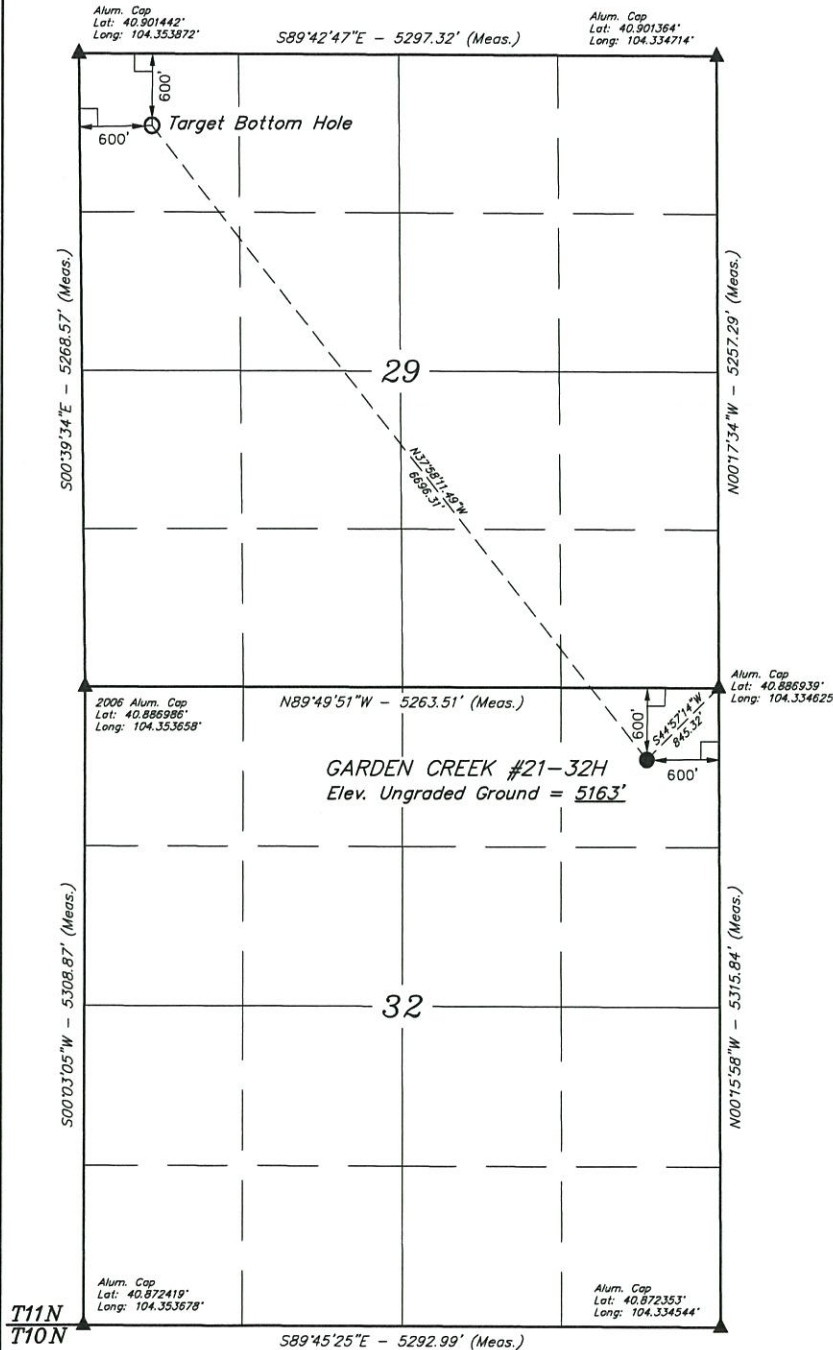 Alum. Cap
Lat: 40.901442°
Long: 104.353872°
S89°42'47"E – 5297.32' (Meas.)
Alum. Cap
Lat: 40.901364°
Long: 104.334714°
600'
600'
Target Bottom Hole
S00°39'34"E – 5268.57' (Meas.)
29
N00°17'34"W – 5257.29' (Meas.)
N37°58'11.49"W
6696.31'
2006 Alum. Cap
Lat: 40.886986°
Long: 104.353658°
N89°49'51"W – 5263.51' (Meas.)
Alum. Cap
Lat: 40.886939°
Long: 104.334625
S44°57'14"W
845.32'
600'
600'
GARDEN CREEK #21-32H
Elev. Ungraded Ground = 5163'
S00°03'05"W – 5308.87' (Meas.)
32
N00°15'58"W – 5315.84' (Meas.)
Alum. Cap
Lat: 40.872419°
Long: 104.353678°
Alum. Cap
Lat: 40.872353°
Long: 104.334544°
T11N
T10N
S89°45'25"E – 5292.99' (Meas.)